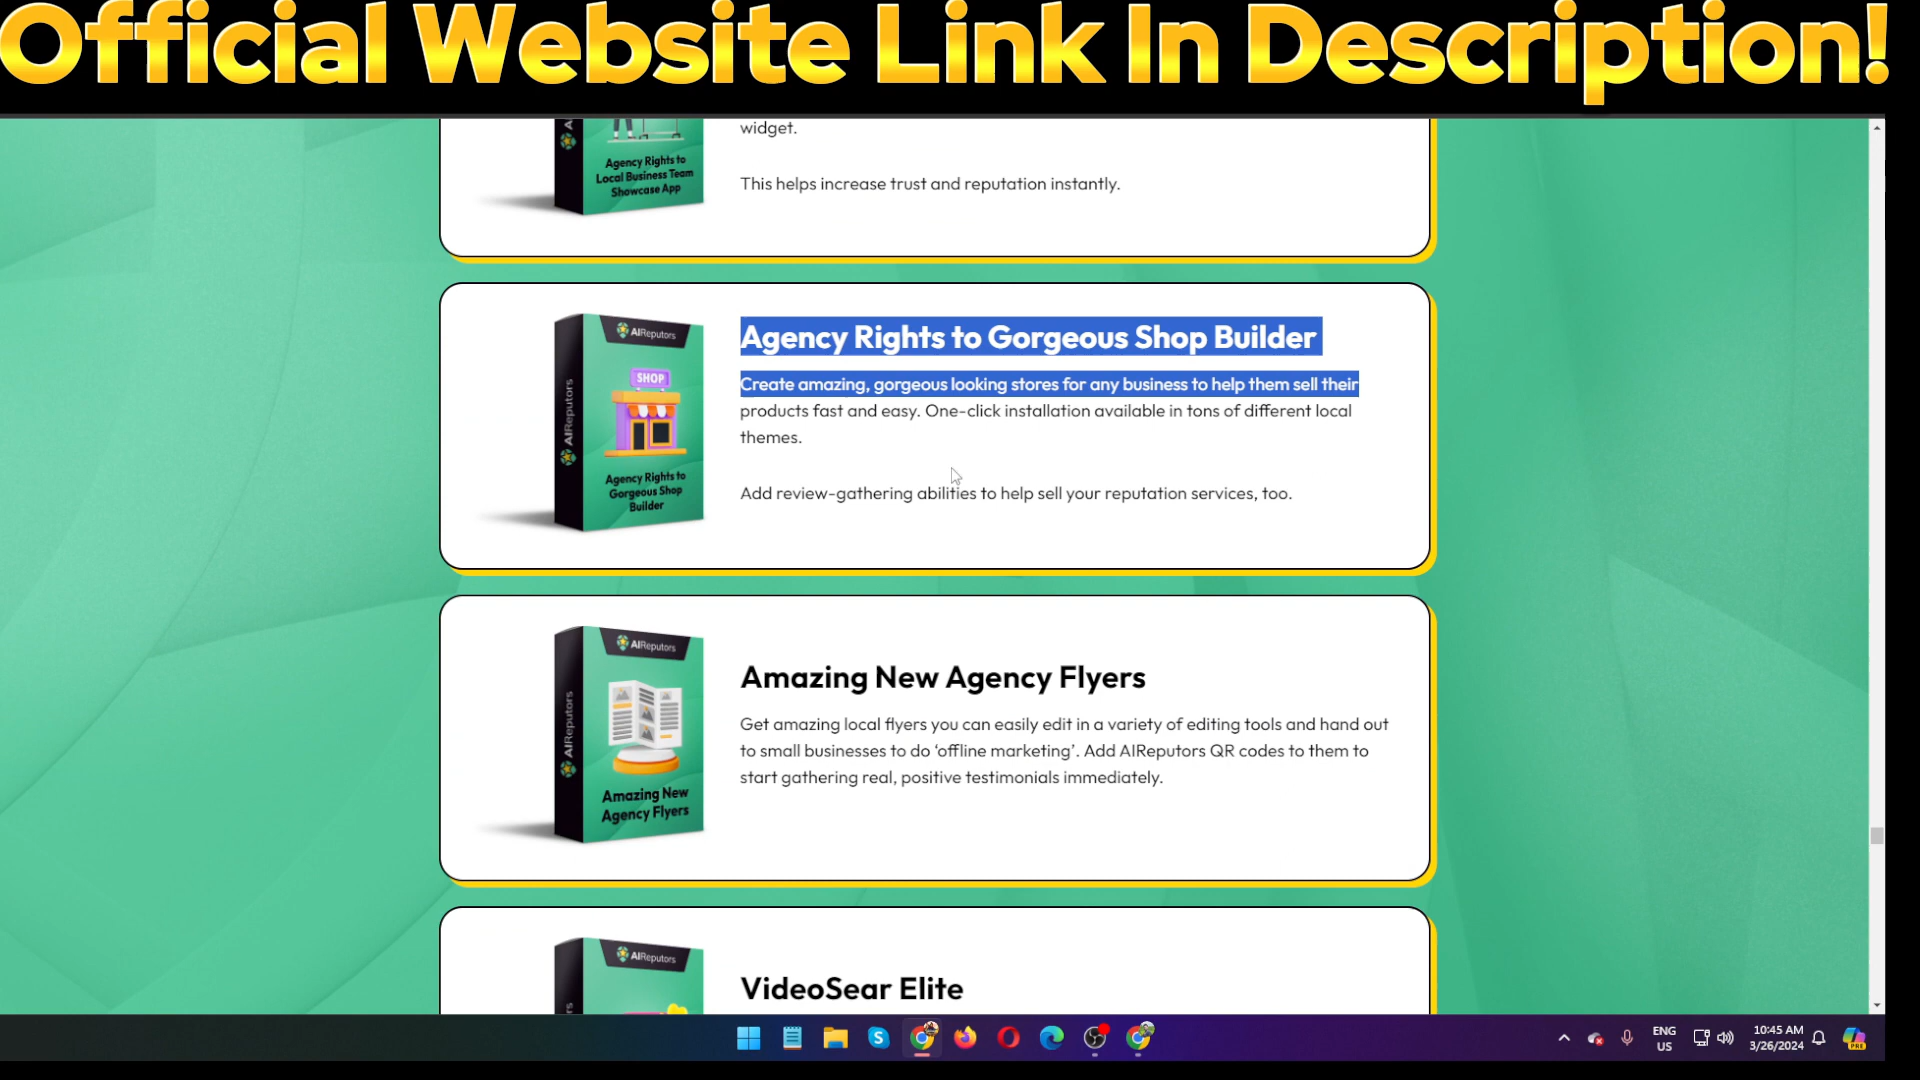 Official Website Link In Description!
widget.
Agency Rights to
Local Business Team
Showcase App
This helps increase trust and reputation instantly.
AIReputors
SHOP
AIReputors
Agency Rights to
Gorgeous Shop
Builder
Agency Rights to Gorgeous Shop Builder
Create amazing, gorgeous looking stores for any business to help them sell their
products fast and easy. One-click installation available in tons of different local
themes.
Add review-gathering abilities to help sell your reputation services, too.
AIReputors
AIReputors
Amazing New
Agency Flyers
Amazing New Agency Flyers
Get amazing local flyers you can easily edit in a variety of editing tools and hand out
to small businesses to do ‘offline marketing’. Add AIReputors QR codes to them to
start gathering real, positive testimonials immediately.
AIReputors
VideoSear Elite
ENG
US
10:45 AM
3/26/2024
PRE